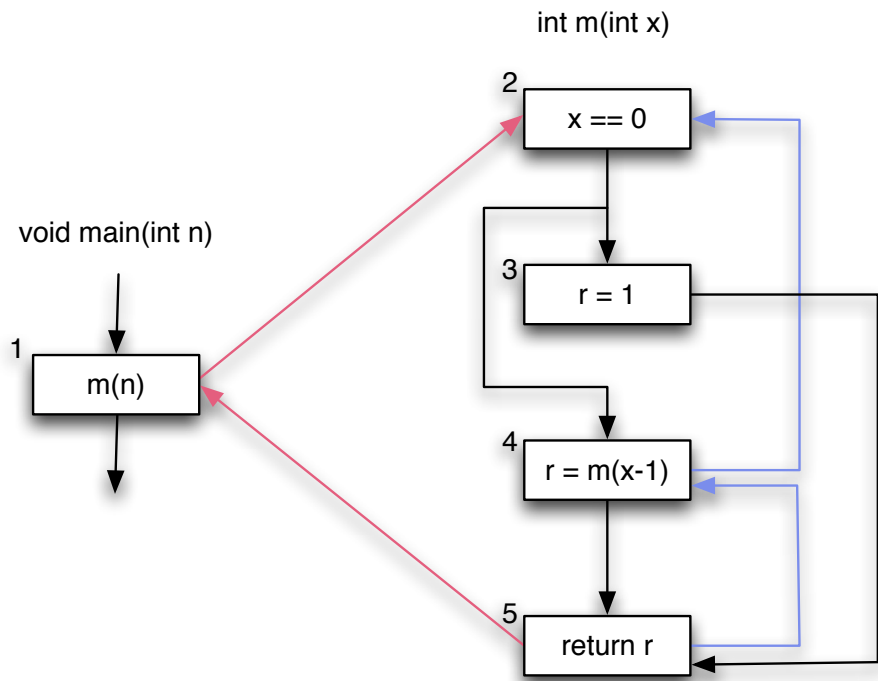 int m(int x)
2
x == 0
void main(int n)
3
r = 1
1
m(n)
4
r = m(x-1)
5
return r